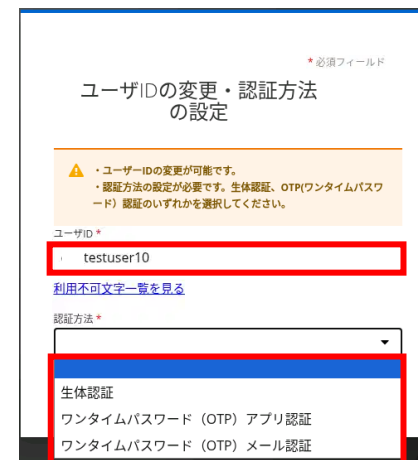 * 必須フィールド
ユーザIDの変更・認証方法
の設定
・ユーザーIDの変更が可能です。
・認証方法の設定が必要です。生体認証、OTP(ワンタイムパスワ
ード）認証のいずれかを選択してください。
ユーザID *
testuser10
利用不可文字一覧を見る
認証方法 *
生体認証
ワンタイムパスワード（OTP）アプリ認証
ワンタイムパスワード（OTP）メール認証